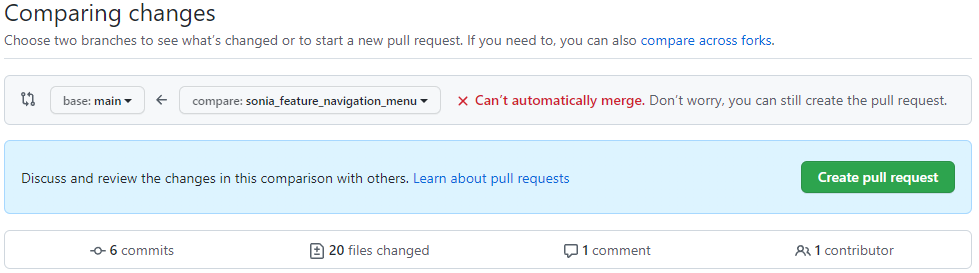 Comparing changes
Choose two branches to see what's changed or to start a new pull request. If you need to, you can also compare across forks.
base: main compare: sonia_feature_navigation_menu Can't automatically merge. Don't worry, you can still create the pull request.
Discuss and review the changes in this comparison with others. Learn about pull requests Create pull request
6 commits 20 files changed 1 comment 1 contributor